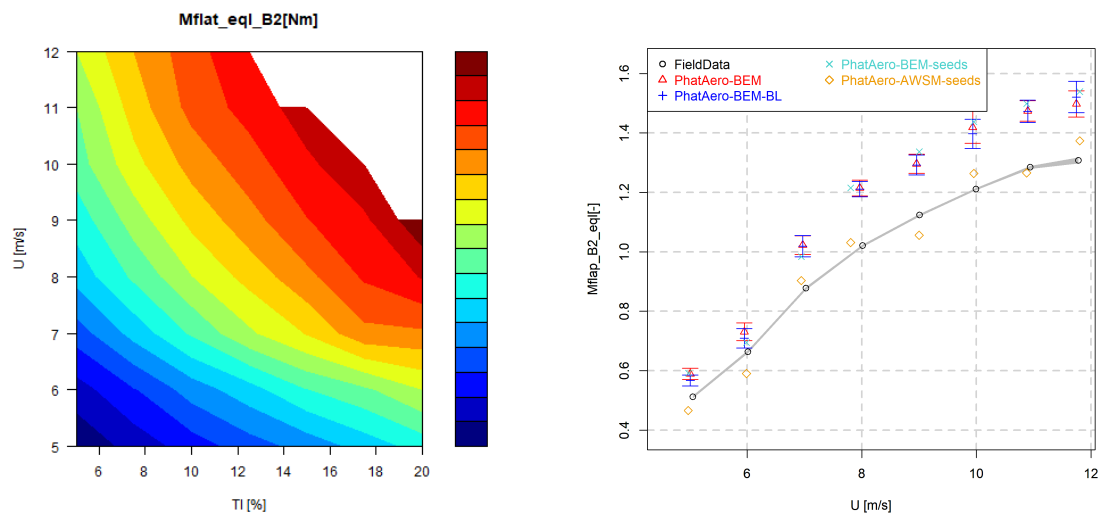 Mflat_eql_B2[Nm]
12
11
10
9
8
7
6
5
U [m/s]
6 8 10 12 14 16 18 20
TI [%]
FieldData
PhatAero-BEM
PhatAero-BEM-BL
PhatAero-BEM-seeds
PhatAero-AWSM-seeds
1.6
1.4
1.2
1.0
0.8
0.6
0.4
Mflap_B2_eql[-]
6 8 10 12
U [m/s]